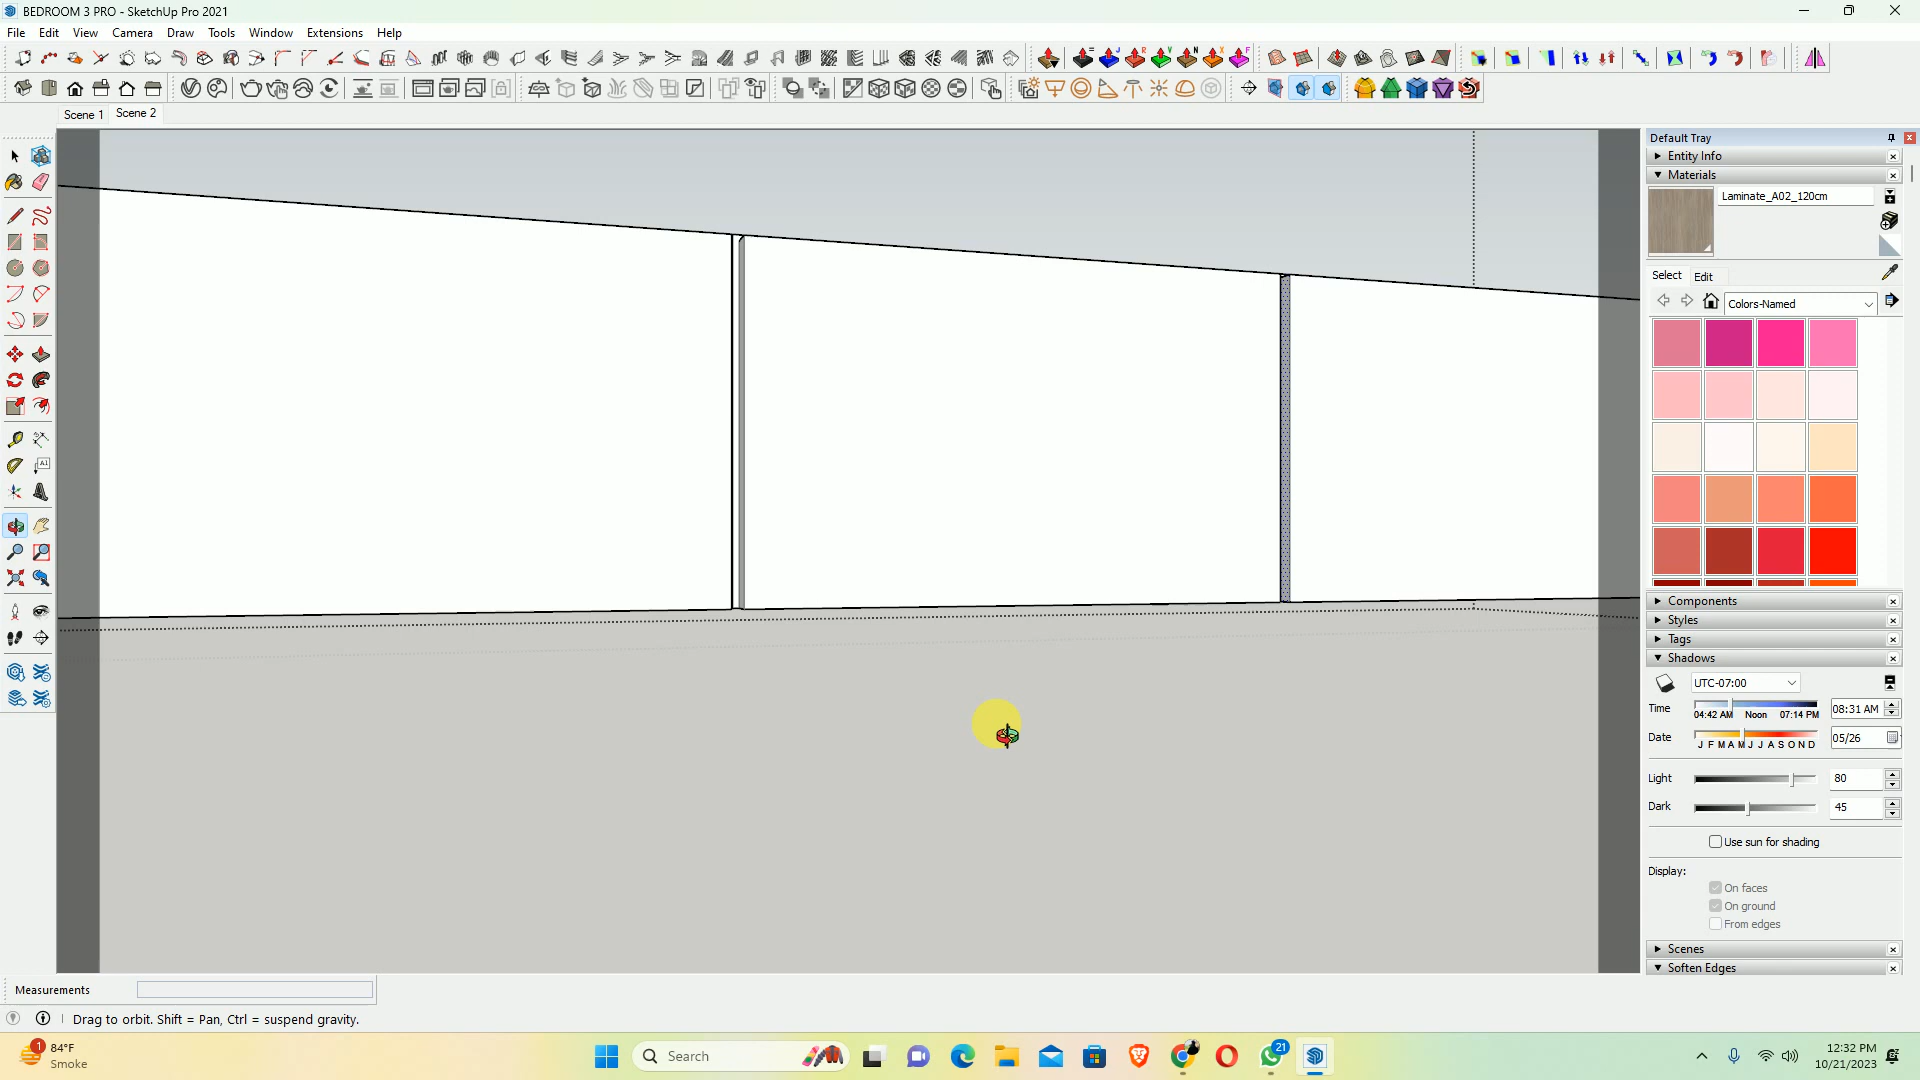 BEDROOM 3 PRO - SketchUp Pro 2021
File Edit View Camera Draw Tools Window Extensions Help
Scene 1 Scene 2
Default Tray
Entity Info
Materials
Laminate_A02_120cm
Select Edit
Colors-Named
Components
Styles
Tags
Shadows
UTC-07:00
Time 04:42 AM Noon 07:14 PM 08:31 AM
Date J F M A M J J A S O N D 05/26
Light 80
Dark 45
Use sun for shading
Display:
On faces
On ground
From edges
Scenes
Soften Edges
Measurements
Drag to orbit. Shift = Pan, Ctrl = suspend gravity.
1 84°F
Smoke
Search
21
12:32 PM
10/21/2023